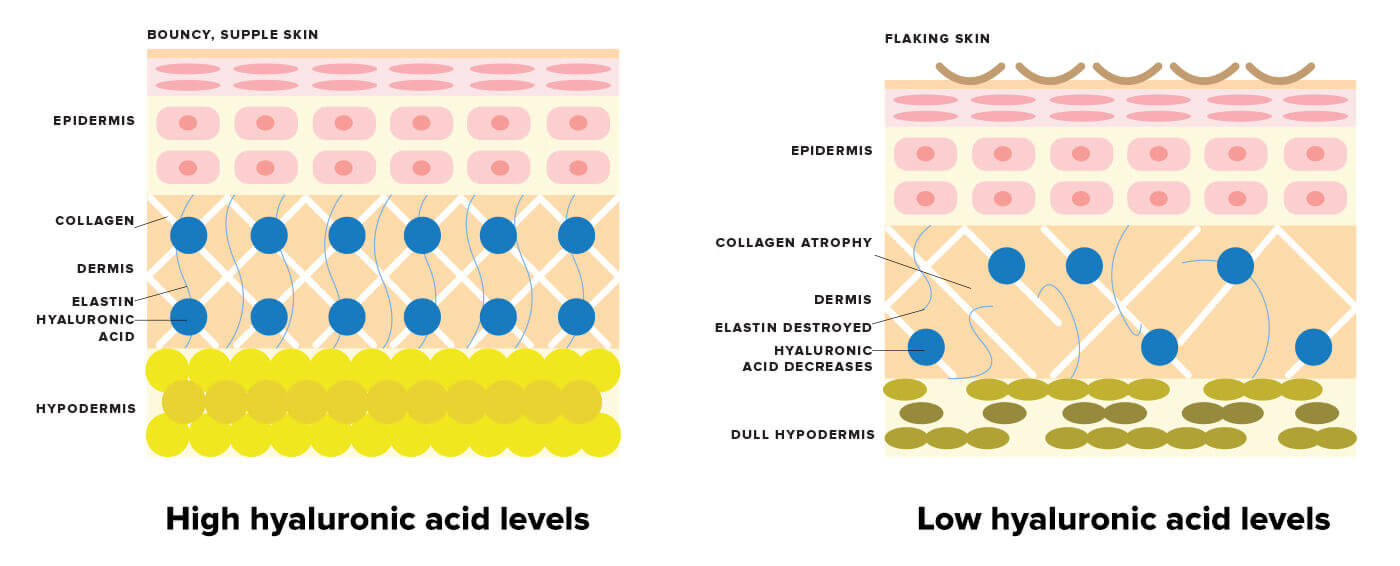 BOUNCY, SUPPLE SKIN
EPIDERMIS
COLLAGEN
DERMIS
ELASTIN
HYALURONIC
ACID
HYPODERMIS
High hyaluronic acid levels
FLAKING SKIN
EPIDERMIS
COLLAGEN ATROPHY
DERMIS
ELASTIN DESTROYED
HYALURONIC
ACID DECREASES
DULL HYPODERMIS
Low hyaluronic acid levels